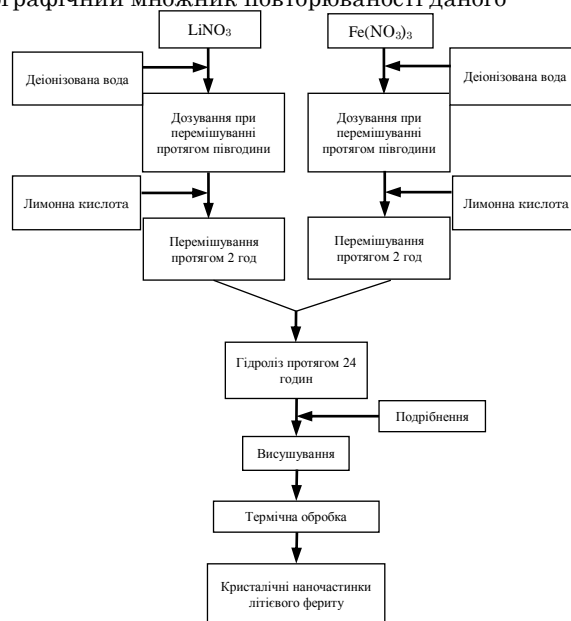 ографічний множник повторюваності даного
LiNO3
Fe(NO3)3
Деіонізована вода
Деіонізована вода
Дозування при
перемішуванні
протягом півгодини
Дозування при
перемішуванні
протягом півгодини
Лимонна кислота
Лимонна кислота
Перемішування
протягом 2 год
Перемішування
протягом 2 год
Гідроліз протягом 24
годин
Подрібнення
Висушування
Термічна обробка
Кристалічні наночастинки
літієвого фериту